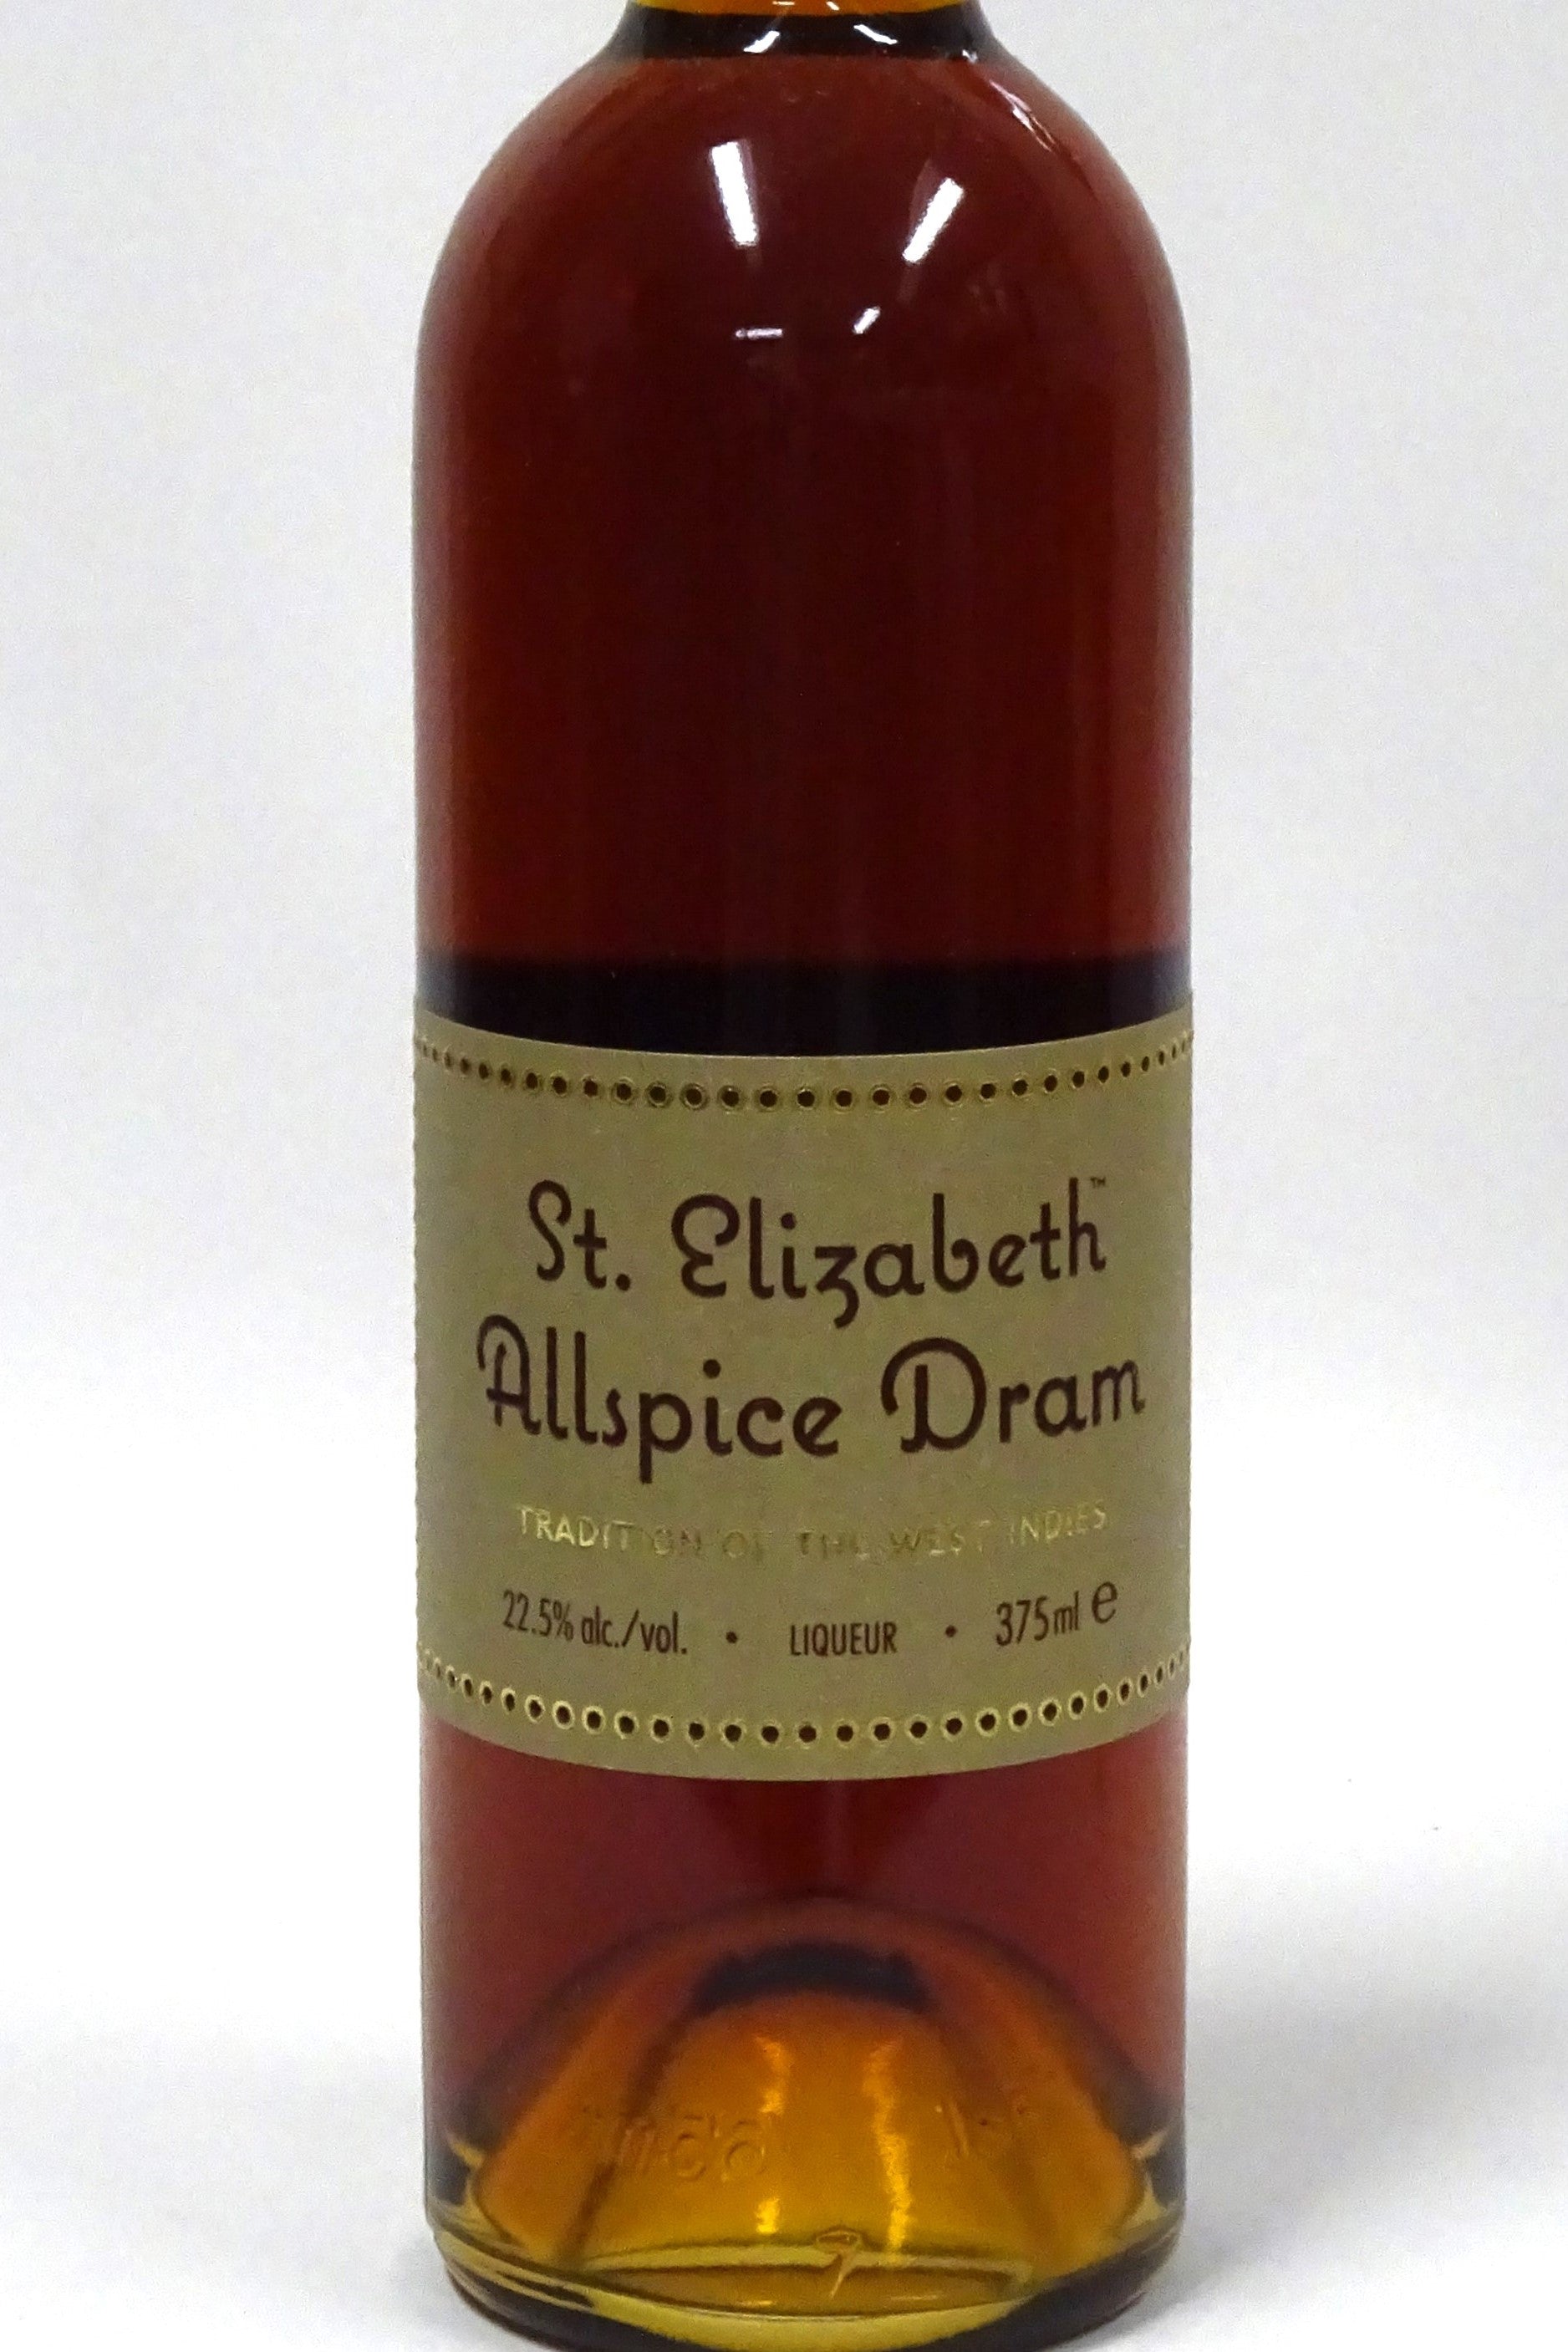 St. Elizabeth™
Allspice Dram
TRADITION OF THE WEST INDIES
22.5% alc./vol. • LIQUEUR • 375ml e